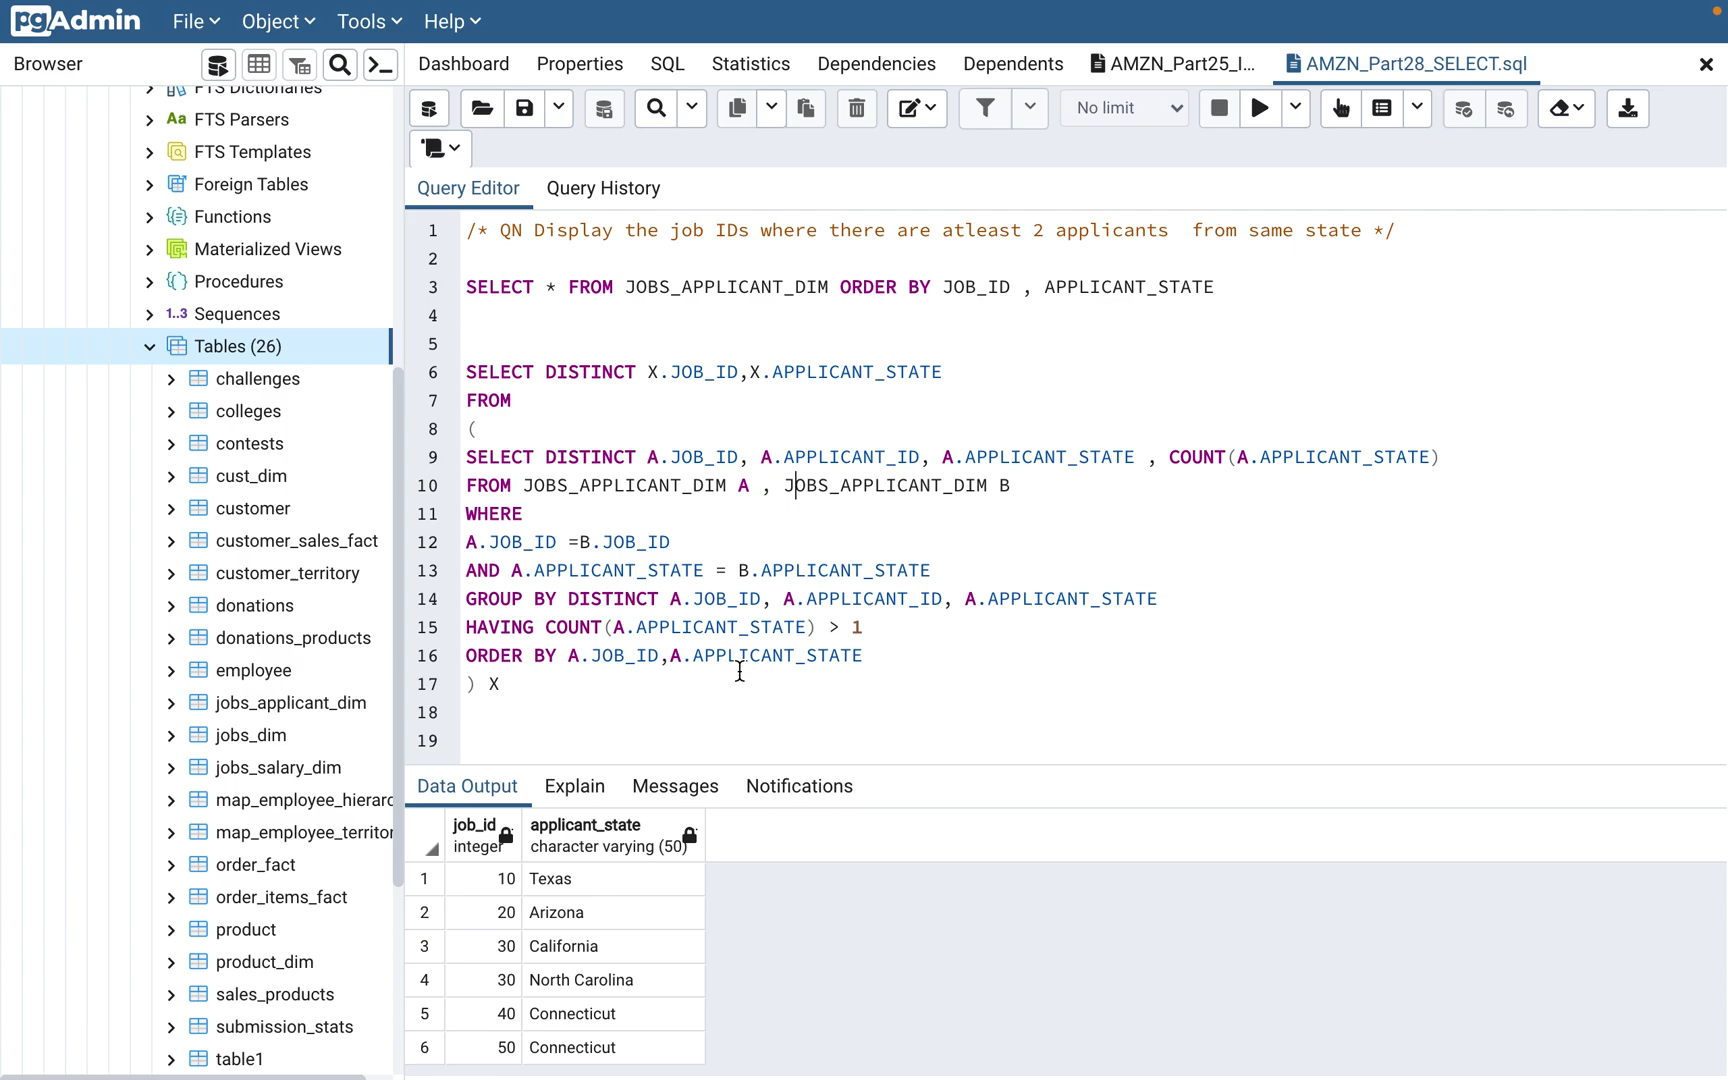 pgAdmin File Object Tools Help
Browser
Dashboard Properties SQL Statistics Dependencies Dependents AMZN_Part25_I... AMZN_Part28_SELECT.sql
No limit
FTS Dictionaries
Aa FTS Parsers
FTS Templates
Foreign Tables
Functions
Materialized Views
Procedures
1..3 Sequences
Tables (26)
challenges
colleges
contests
cust_dim
customer
customer_sales_fact
customer_territory
donations
donations_products
employee
jobs_applicant_dim
jobs_dim
jobs_salary_dim
map_employee_hierarc
map_employee_territor
order_fact
order_items_fact
product
product_dim
sales_products
submission_stats
table1
Query Editor Query History
1 /* QN Display the job IDs where there are atleast 2 applicants  from same state */
2
3 SELECT * FROM JOBS_APPLICANT_DIM ORDER BY JOB_ID , APPLICANT_STATE
4
5
6 SELECT DISTINCT X.JOB_ID,X.APPLICANT_STATE
7 FROM
8 (
9 SELECT DISTINCT A.JOB_ID, A.APPLICANT_ID, A.APPLICANT_STATE , COUNT(A.APPLICANT_STATE)
10 FROM JOBS_APPLICANT_DIM A , JOBS_APPLICANT_DIM B
11 WHERE
12 A.JOB_ID =B.JOB_ID
13 AND A.APPLICANT_STATE = B.APPLICANT_STATE
14 GROUP BY DISTINCT A.JOB_ID, A.APPLICANT_ID, A.APPLICANT_STATE
15 HAVING COUNT(A.APPLICANT_STATE) > 1
16 ORDER BY A.JOB_ID,A.APPLICANT_STATE
17 ) X
18
19
Data Output Explain Messages Notifications
job_id applicant_state
integer character varying (50)
1 10 Texas
2 20 Arizona
3 30 California
4 30 North Carolina
5 40 Connecticut
6 50 Connecticut